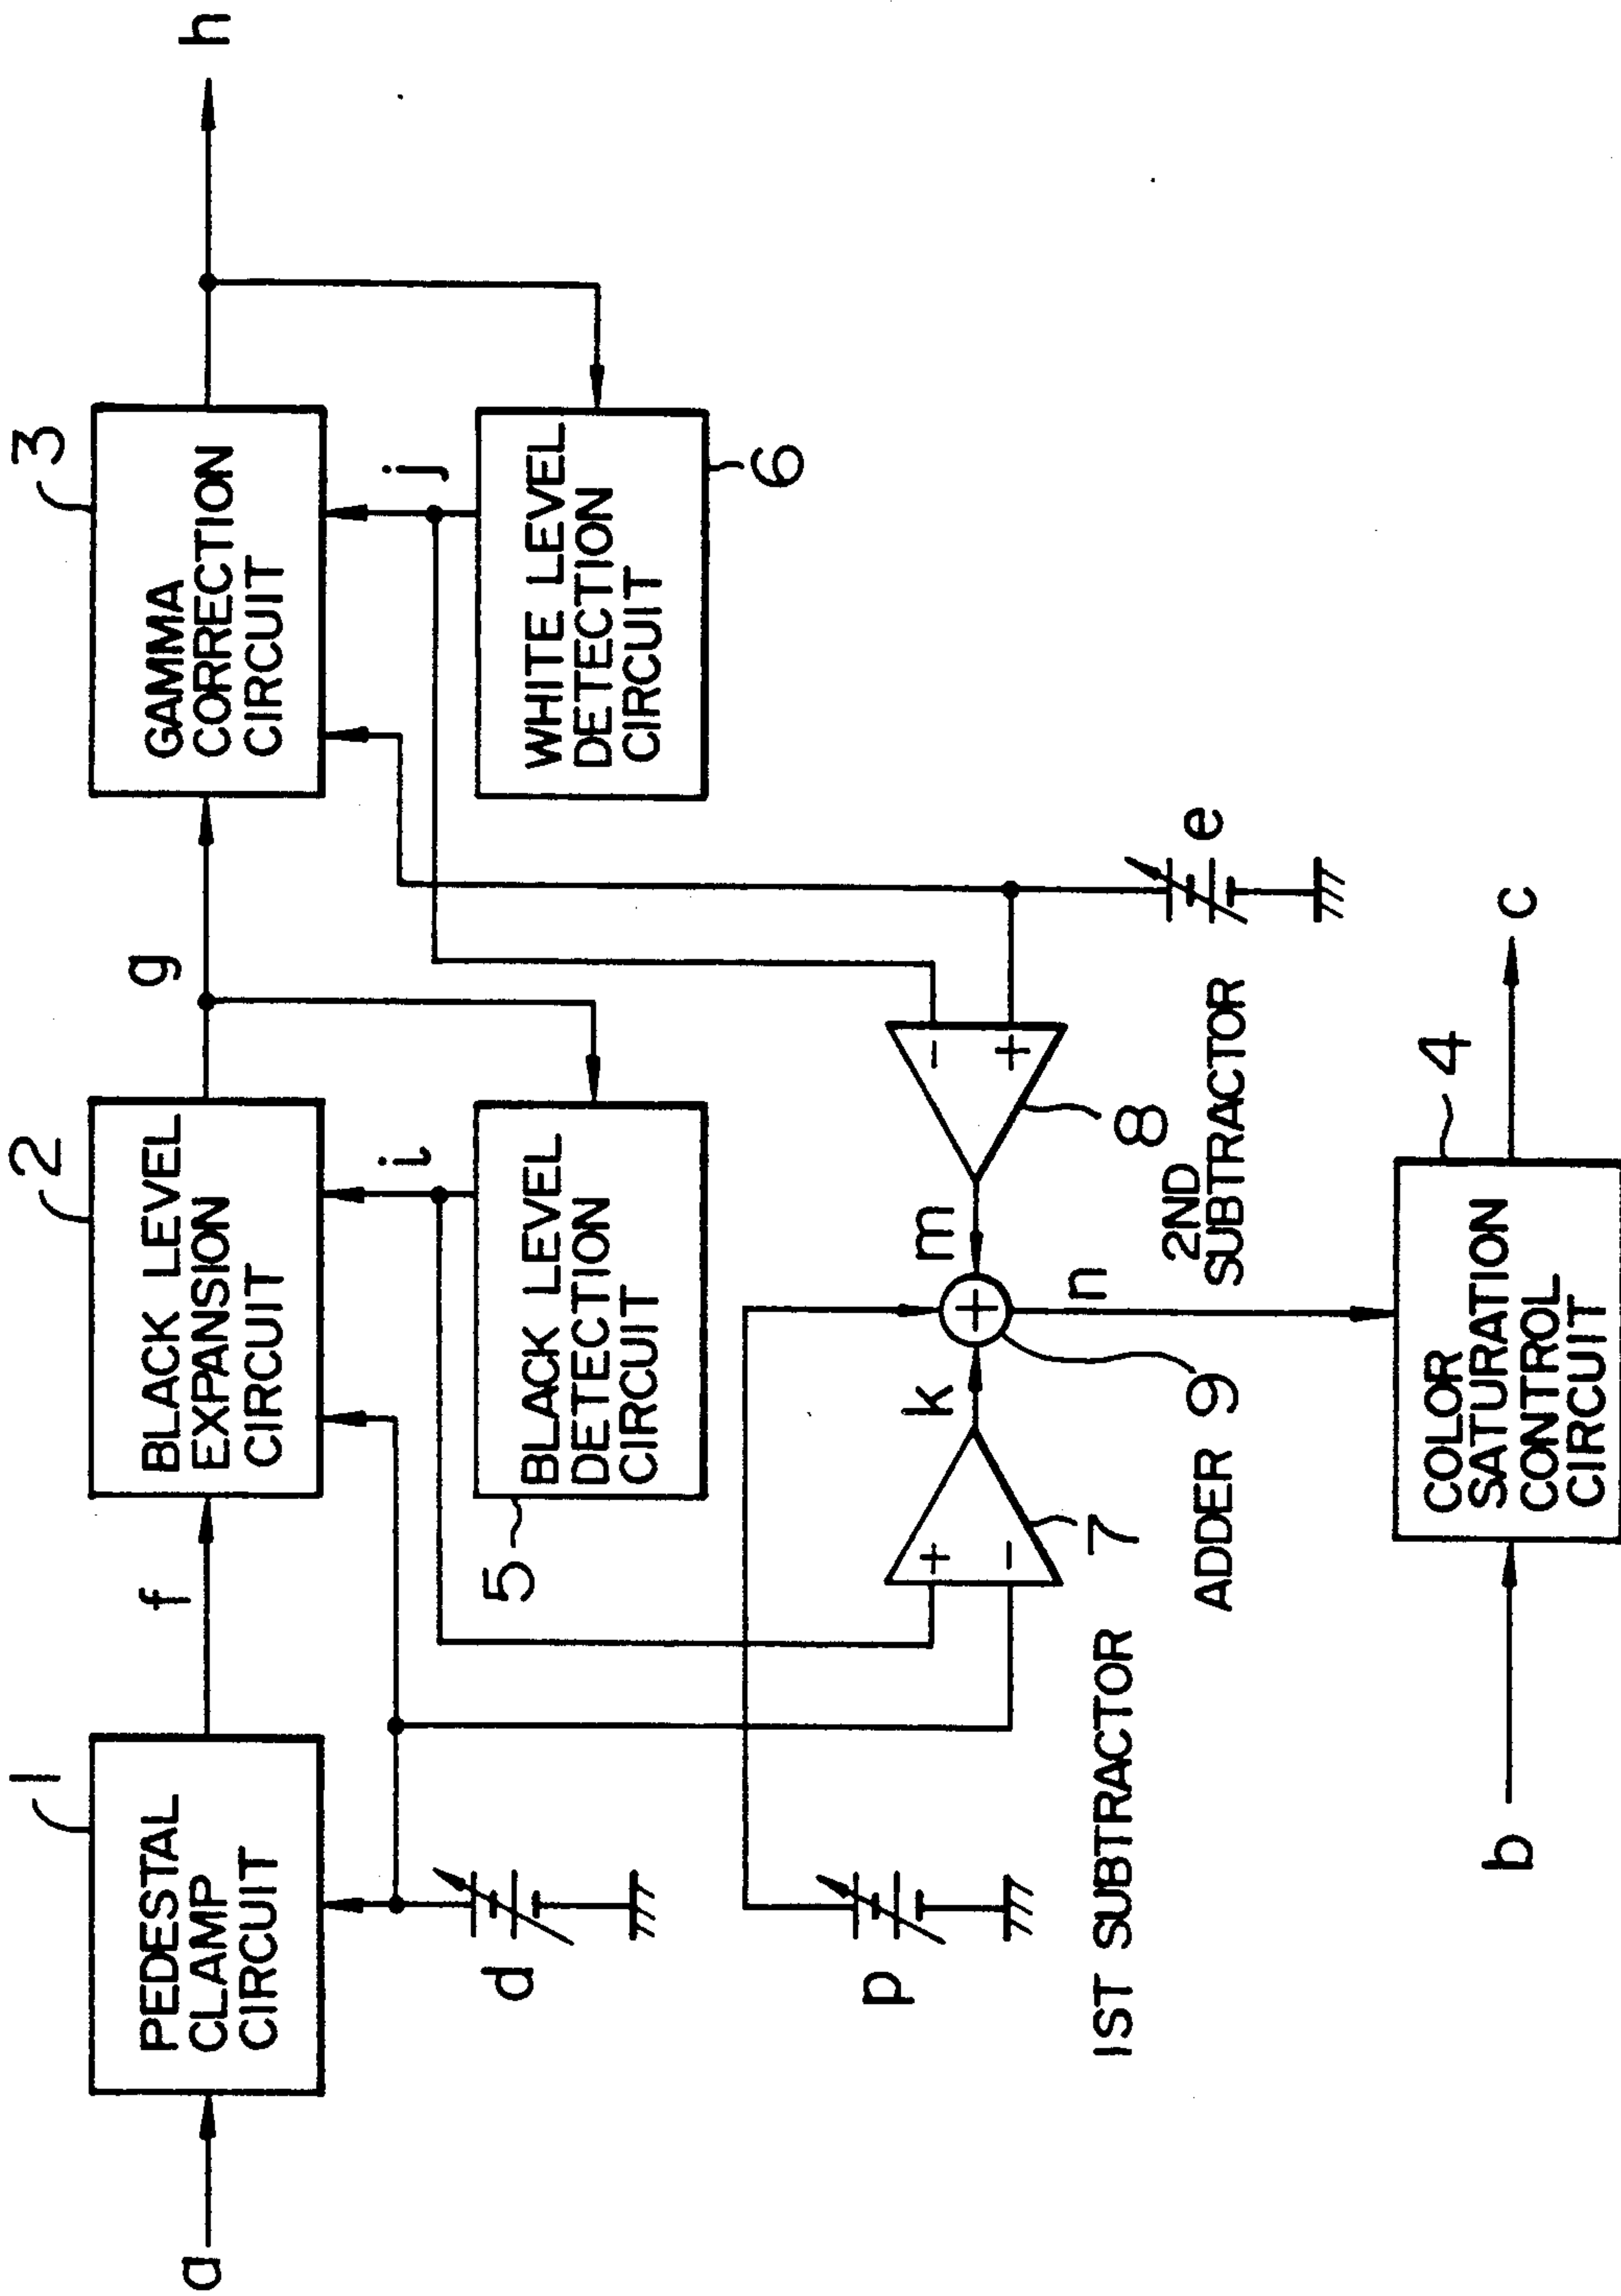 a
1
PEDESTAL
CLAMP
CIRCUIT
f
2
BLACK LEVEL
EXPANSION
CIRCUIT
g
3
GAMMA
CORRECTION
CIRCUIT
h
d
5
BLACK LEVEL
DETECTION
CIRCUIT
i
WHITE LEVEL
DETECTION
CIRCUIT
j
6
p
+
-
k
+
m
-
+
e
7
1ST SUBTRACTOR
9
ADDER
n
8
2ND
SUBTRACTOR
b
COLOR
SATURATION
CONTROL
CIRCUIT
4
c